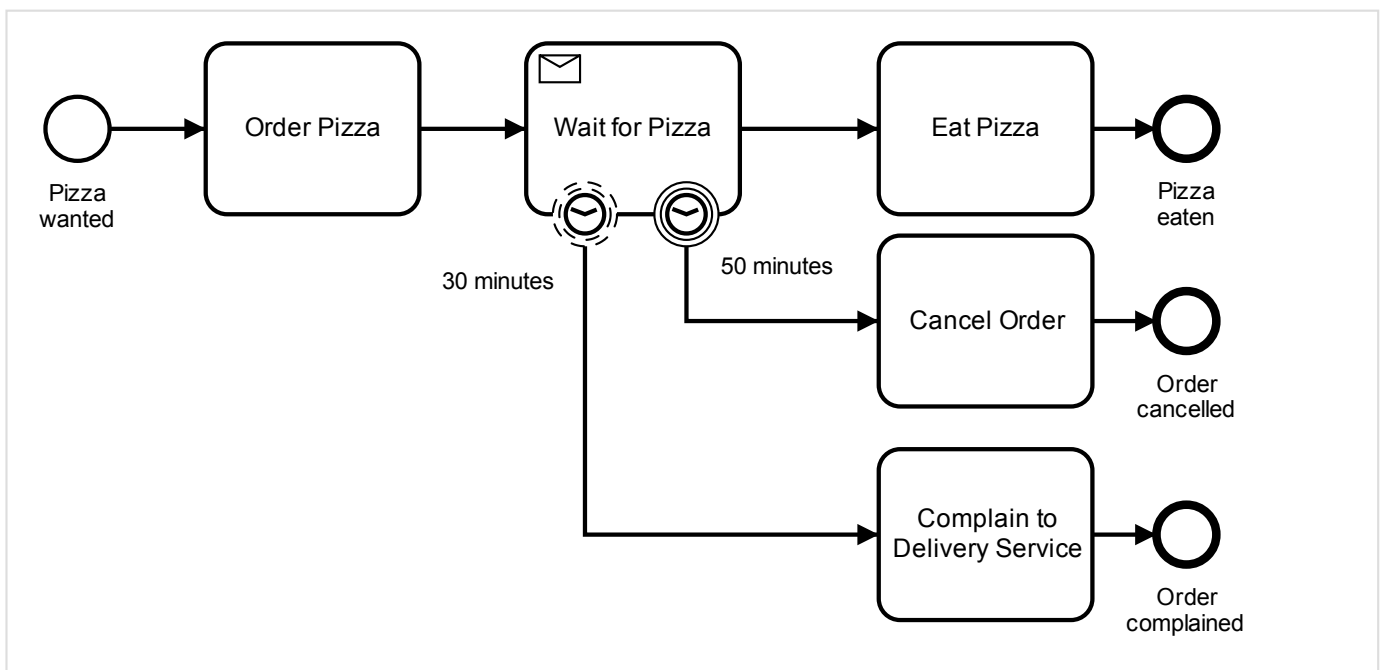 Order Pizza
Wait for Pizza
Eat Pizza
Pizza
wanted
Pizza
eaten
30 minutes
50 minutes
Cancel Order
Order
cancelled
Complain to
Delivery Service
Order
complained